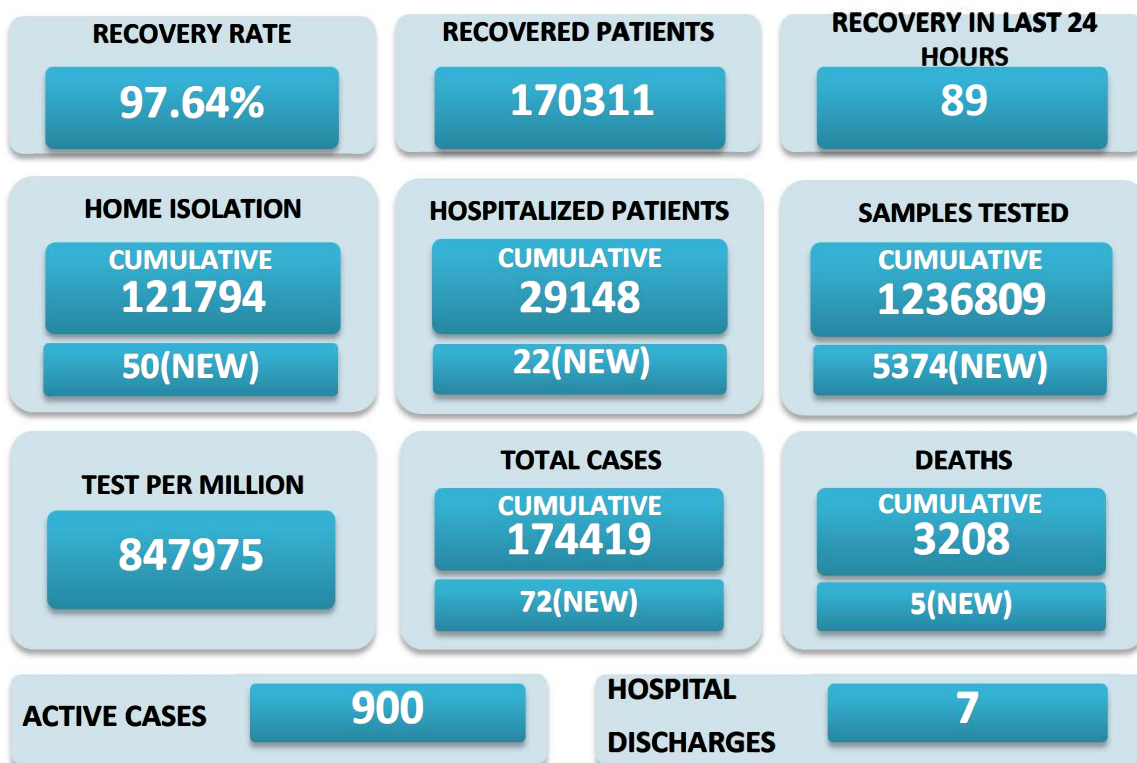 RECOVERY RATE
97.64%
RECOVERED PATIENTS
170311
RECOVERY IN LAST 24
HOURS
89
HOME ISOLATION
CUMULATIVE
121794
50(NEW)
HOSPITALIZED PATIENTS
CUMULATIVE
29148
22(NEW)
SAMPLES TESTED
CUMULATIVE
1236809
5374(NEW)
TEST PER MILLION
847975
TOTAL CASES
CUMULATIVE
174419
72(NEW)
DEATHS
CUMULATIVE
3208
5(NEW)
ACTIVE CASES
900
HOSPITAL
DISCHARGES
7